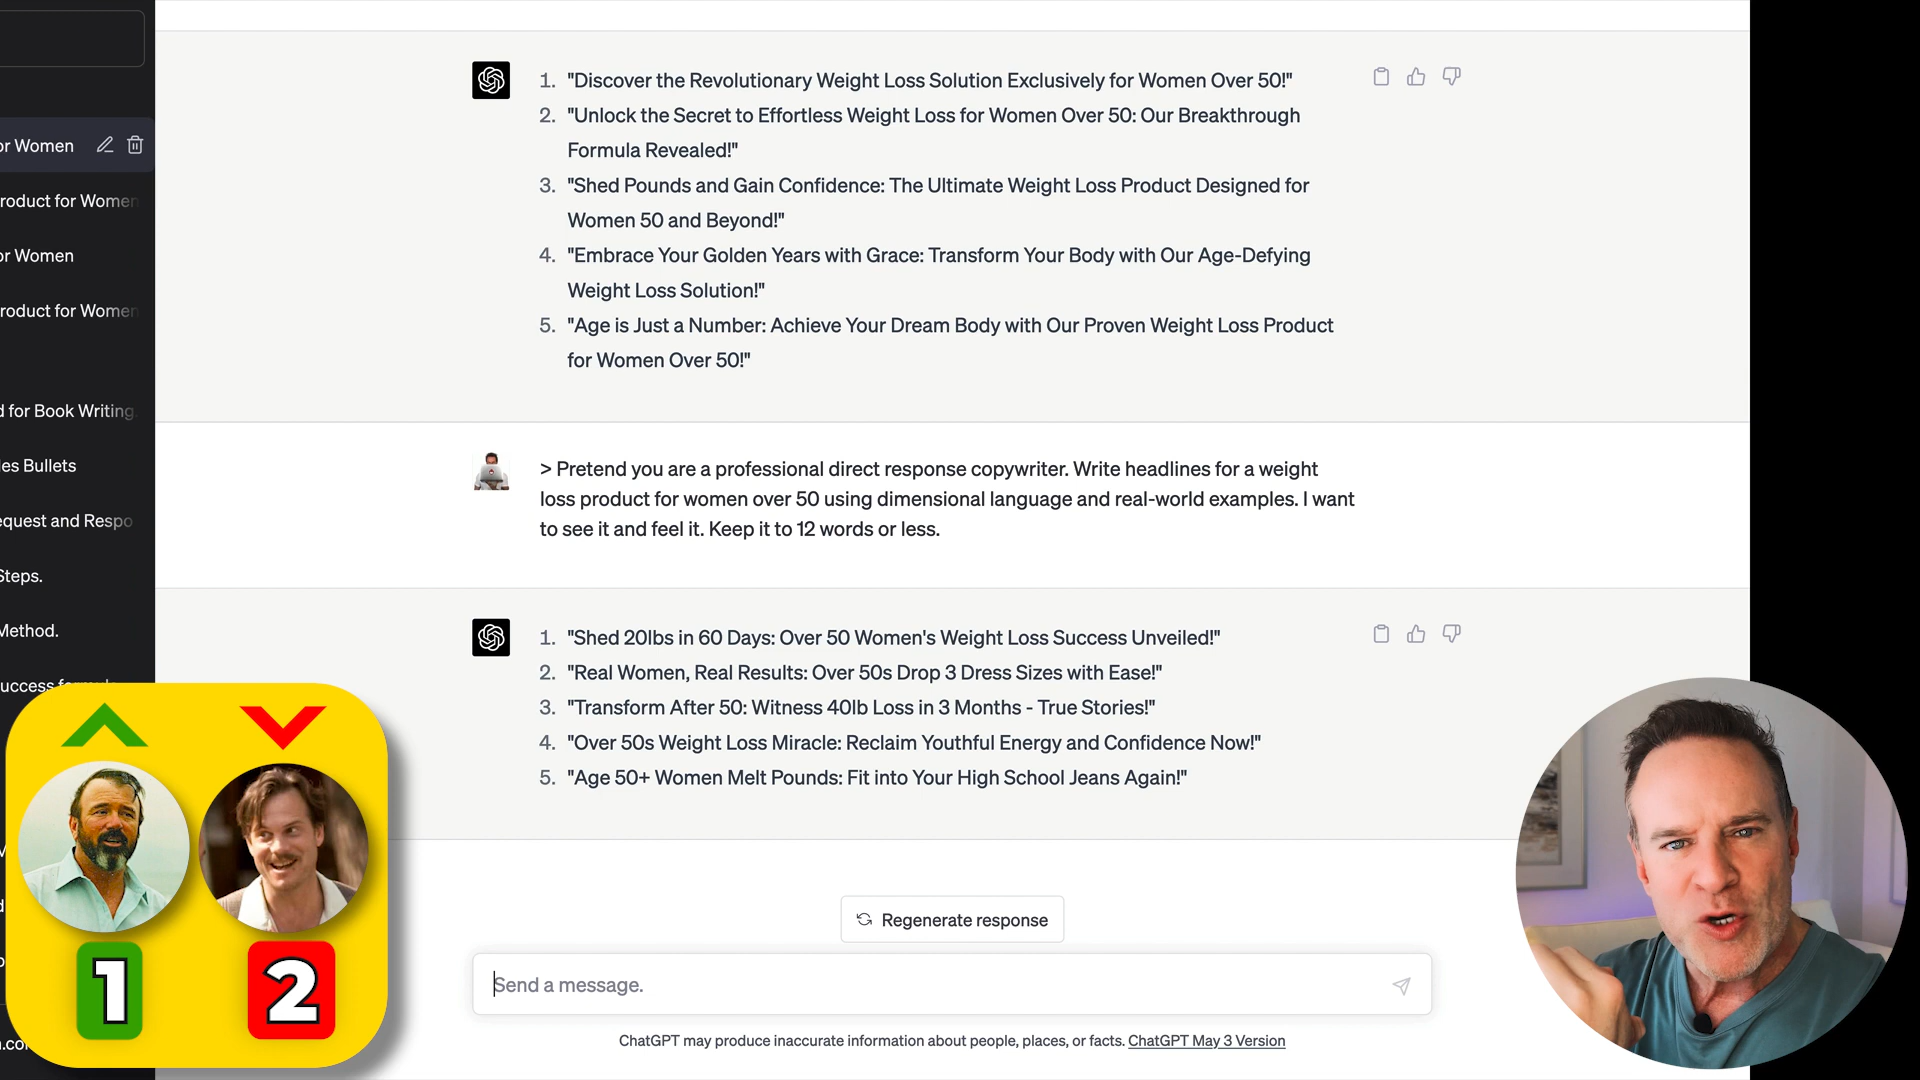 1. "Discover the Revolutionary Weight Loss Solution Exclusively for Women Over 50!"
2. "Unlock the Secret to Effortless Weight Loss for Women Over 50: Our Breakthrough
Formula Revealed!"
3. "Shed Pounds and Gain Confidence: The Ultimate Weight Loss Product Designed for
Women 50 and Beyond!"
4. "Embrace Your Golden Years with Grace: Transform Your Body with Our Age-Defying
Weight Loss Solution!"
5. "Age is Just a Number: Achieve Your Dream Body with Our Proven Weight Loss Product
for Women Over 50!"
> Pretend you are a professional direct response copywriter. Write headlines for a weight
loss product for women over 50 using dimensional language and real-world examples. I want
to see it and feel it. Keep it to 12 words or less.
1. "Shed 20lbs in 60 Days: Over 50 Women's Weight Loss Success Unveiled!"
2. "Real Women, Real Results: Over 50s Drop 3 Dress Sizes with Ease!"
3. "Transform After 50: Witness 40lb Loss in 3 Months - True Stories!"
4. "Over 50s Weight Loss Miracle: Reclaim Youthful Energy and Confidence Now!"
5. "Age 50+ Women Melt Pounds: Fit into Your High School Jeans Again!"
Regenerate response
Send a message.
ChatGPT may produce inaccurate information about people, places, or facts. ChatGPT May 3 Version
or Women
roduct for Women
or Women
roduct for Women
d for Book Writing
les Bullets
equest and Respo
Steps.
Method.
1
2